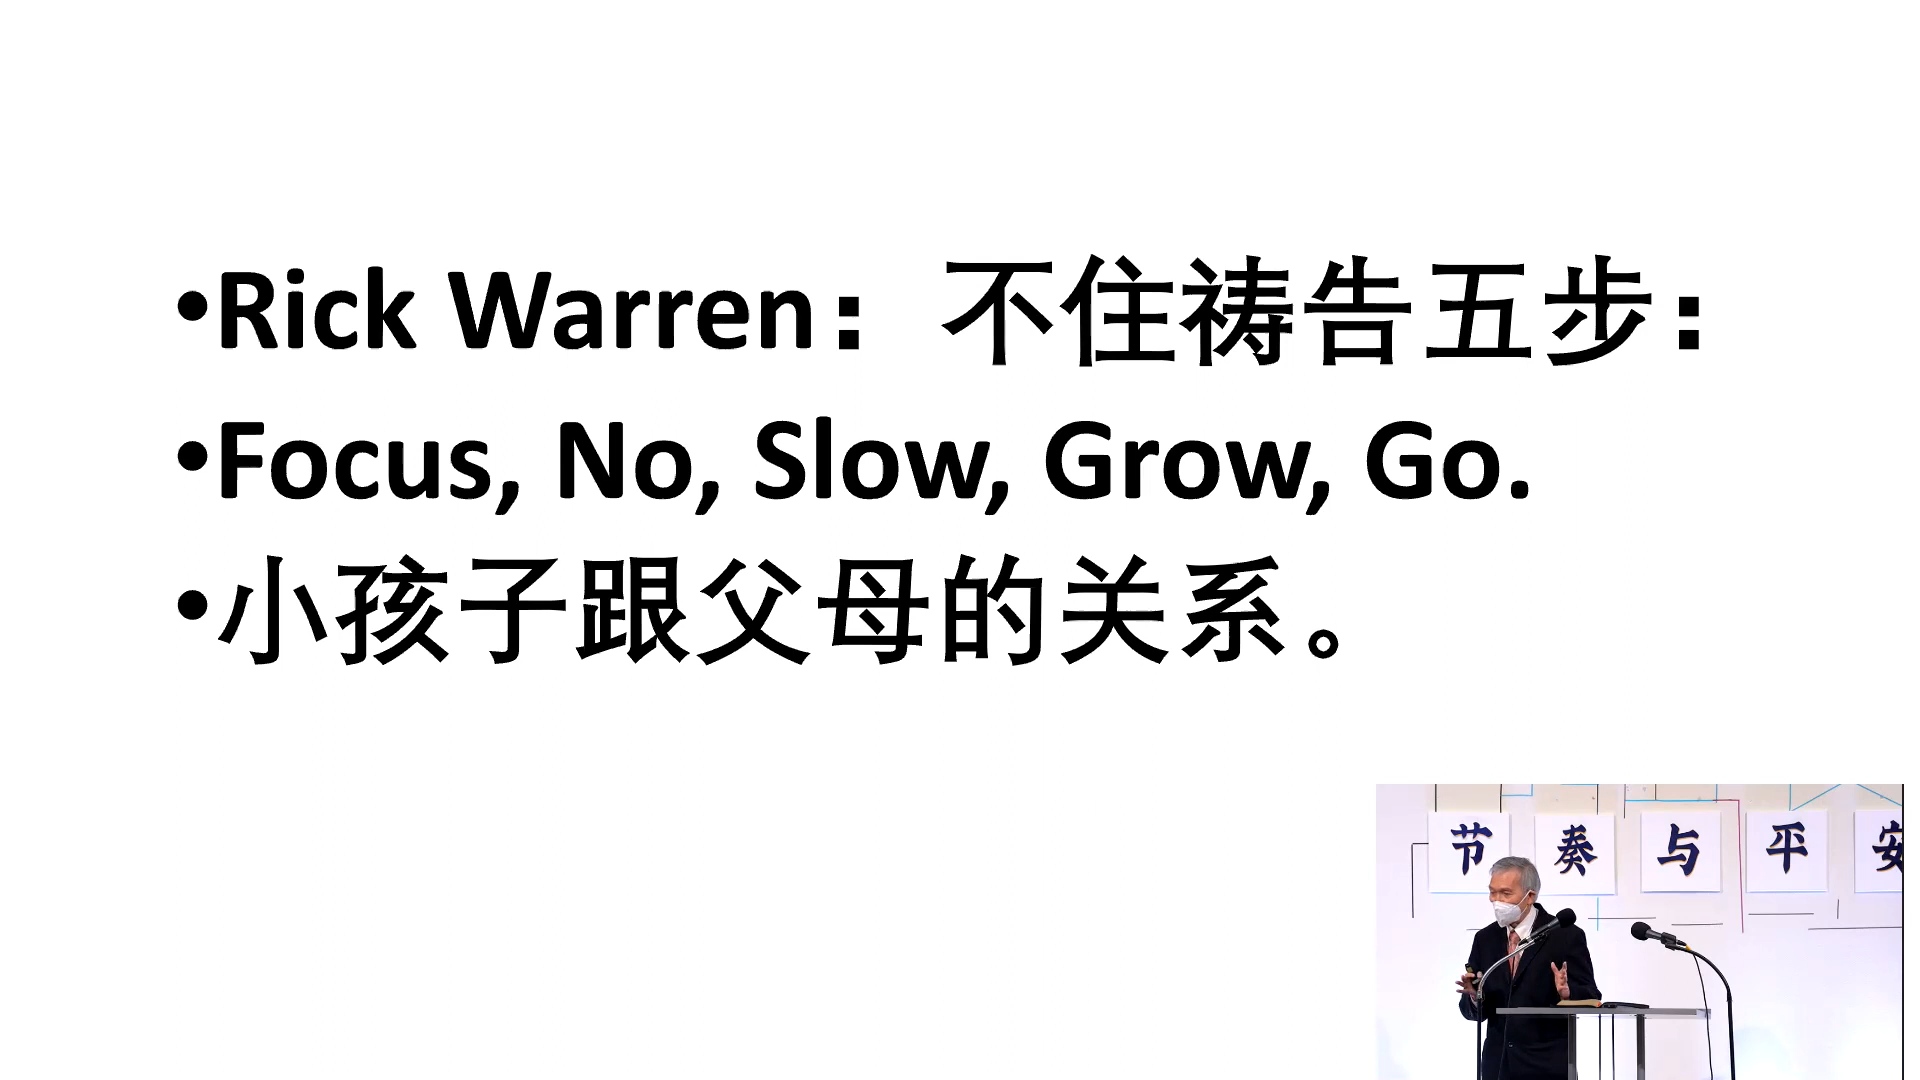 •Rick Warren：不住祷告五步：
•Focus, No, Slow, Grow, Go.
•小孩子跟父母的关系。
节奏与平安